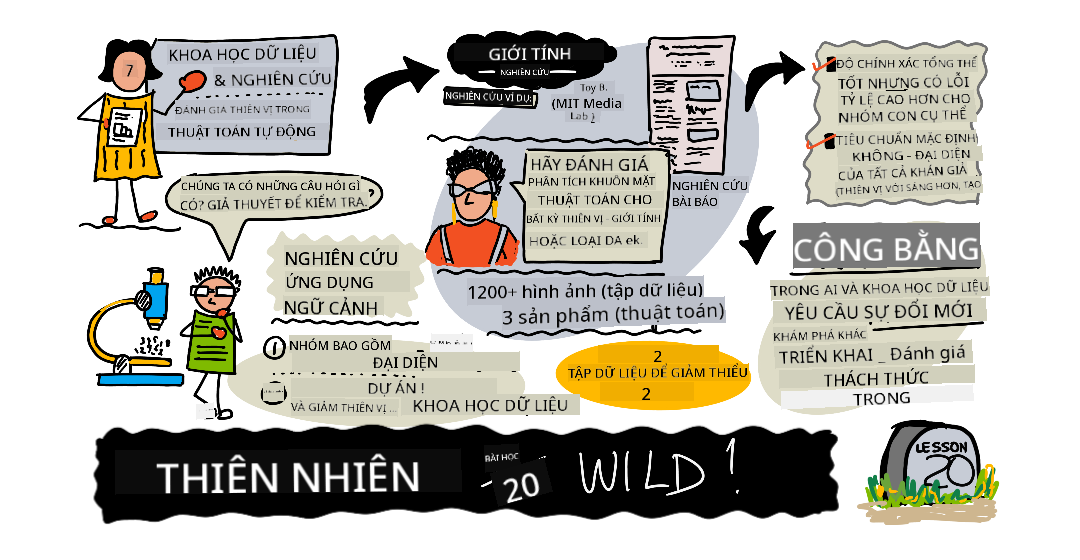 KHOA HỌC DỮ LIỆU
& NGHIÊN CỨU
ĐÁNH GIA THIÊN VỊ TRONG
THUẬT TOÁN TỰ ĐỘNG
7
CHÚNG TA CÓ NHỮNG CÂU HỎI GÌ
CÓ? GIẢ THUYẾT ĐỂ KIỂM TRA.
NGHIÊN CỨU
ỨNG DỤNG
NGỮ CẢNH
NHÓM BAO GỒM
ĐẠI DIỆN
DỰ ÁN !
VÀ GIẢM THIÊN VỊ ...
KHOA HỌC DỮ LIỆU
GIỚI TÍNH
NGHIÊN CỨU
NGHIÊN CỨU VÍ DỤ:
Toy B.
(MIT Media
Lab )
HÃY ĐÁNH GIÁ
PHÂN TÍCH KHUÔN MẶT
THUẬT TOÁN CHO
BẤT KỲ THIÊN VỊ - GIỚI TÍNH
HOẶC LOẠI DA ek.
NGHIÊN CỨU
BÀI BÁO
1200+ hình ảnh (tập dữ liệu)
3 sản phẩm (thuật toán)
2
TẬP DỮ LIỆU ĐỂ GIẢM THIỂU
2
ĐỘ CHÍNH XÁC TỔNG THỂ
TỐT NHƯNG CÓ LỖI
TỶ LỆ CAO HƠN CHO
NHÓM CON CỤ THỂ
TIÊU CHUẨN MẶC ĐỊNH
KHÔNG - ĐẠI DIỆN
CỦA TẤT CẢ KHÁN GIẢ
(THIÊN VỊ VỚI SÁNG HƠN, TẠO
CÔNG BẰNG
TRONG AI VÀ KHOA HỌC DỮ LIỆU
YÊU CẦU SỰ ĐỔI MỚI
KHÁM PHÁ KHÁC
TRIỂN KHAI _ Đánh giá
THÁCH THỨC
TRONG
THIÊN NHIÊN
BÀI HỌC
- 20
WILD!
LESSON
20